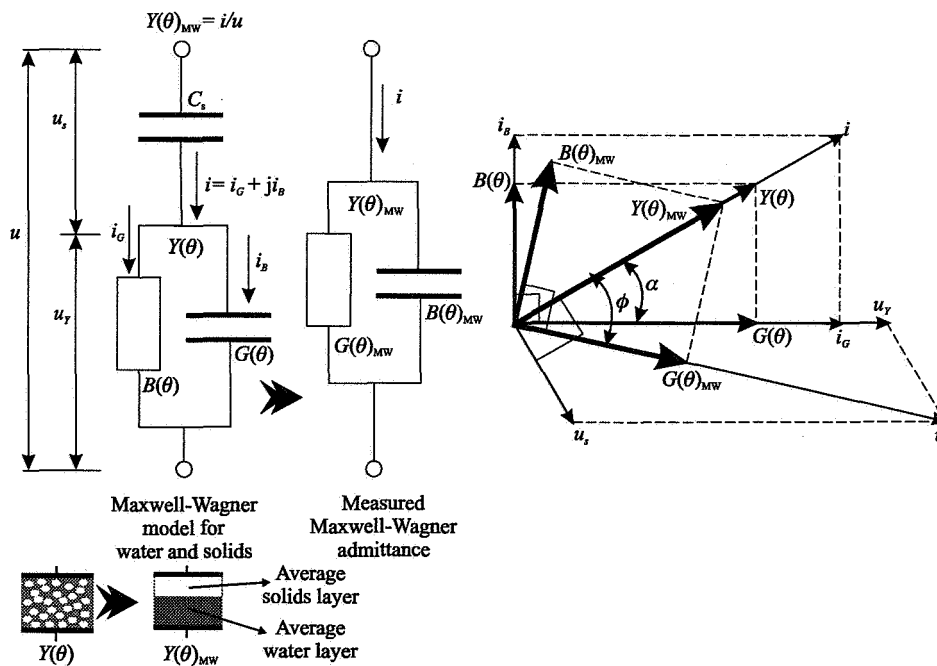 Y(θ)MW = i/u
Cs
us
i
i = iG + jiB
iG
Y(θ)
Y(θ)MW
iB
u
uY
B(θ)MW
G(θ)
G(θ)MW
B(θ)
Maxwell-Wagner
model for
water and solids
Measured
Maxwell-Wagner
admittance
Average
solids layer
Average
water layer
Y(θ)
Y(θ)MW
iB
i
B(θ)MW
B(θ)
Y(θ)
Y(θ)MW
ϕ
α
uY
G(θ)
iG
G(θ)MW
us